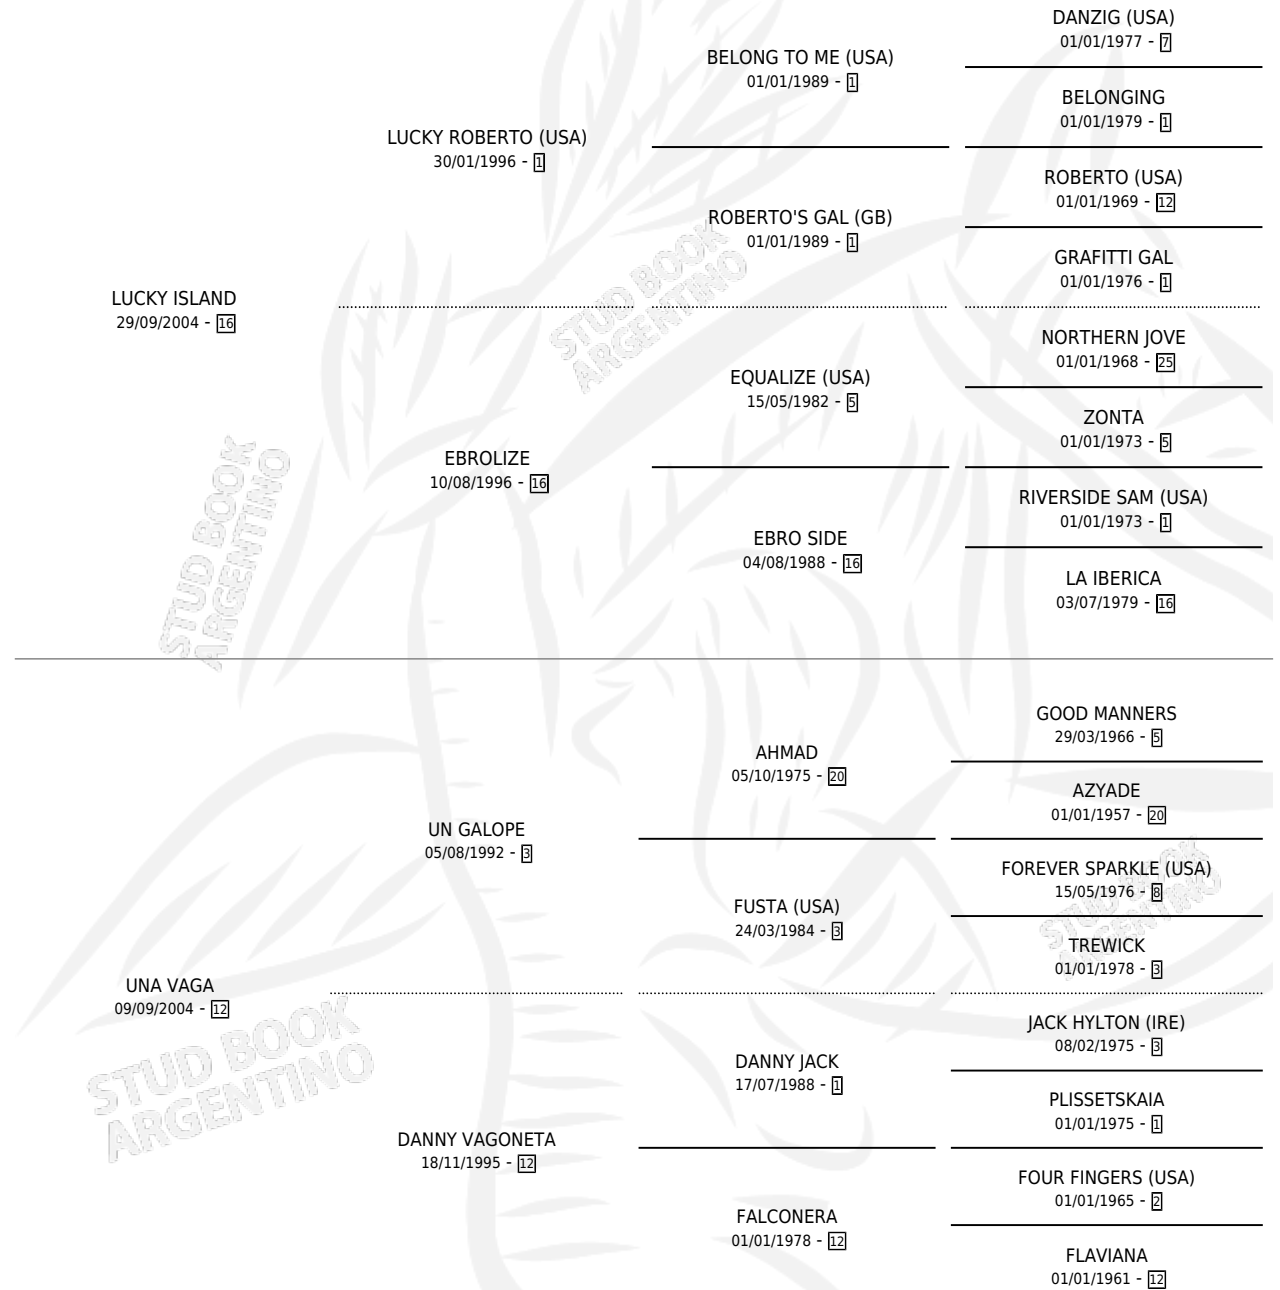 DANZIG (USA)
01/01/1977 - 7
BELONG TO ME (USA)
01/01/1989 - 1
BELONGING
01/01/1979 - 1
LUCKY ROBERTO (USA)
30/01/1996 - 1
ROBERTO (USA)
01/01/1969 - 12
ROBERTO'S GAL (GB)
01/01/1989 - 1
GRAFITTI GAL
01/01/1976 - 1
LUCKY ISLAND
29/09/2004 - 16
STUD BOOK
ARGENTINO
NORTHERN JOVE
01/01/1968 - 25
EQUALIZE (USA)
15/05/1982 - 5
ZONTA
01/01/1973 - 5
EBROLIZE
10/08/1996 - 16
RIVERSIDE SAM (USA)
01/01/1973 - 1
EBRO SIDE
04/08/1988 - 16
LA IBERICA
03/07/1979 - 16
STUD BOOK
ARGENTINO
GOOD MANNERS
29/03/1966 - 5
AHMAD
05/10/1975 - 20
AZYADE
01/01/1957 - 20
UN GALOPE
05/08/1992 - 3
FOREVER SPARKLE (USA)
15/05/1976 - 8
FUSTA (USA)
24/03/1984 - 3
STUD BOOK
ARGENTINO
TREWICK
01/01/1978 - 3
UNA VAGA
09/09/2004 - 12
JACK HYLTON (IRE)
08/02/1975 - 3
DANNY JACK
17/07/1988 - 1
STUD BOOK
ARGENTINO
PLISSETSKAIA
01/01/1975 - 1
DANNY VAGONETA
18/11/1995 - 12
FOUR FINGERS (USA)
01/01/1965 - 2
FALCONERA
01/01/1978 - 12
FLAVIANA
01/01/1961 - 12